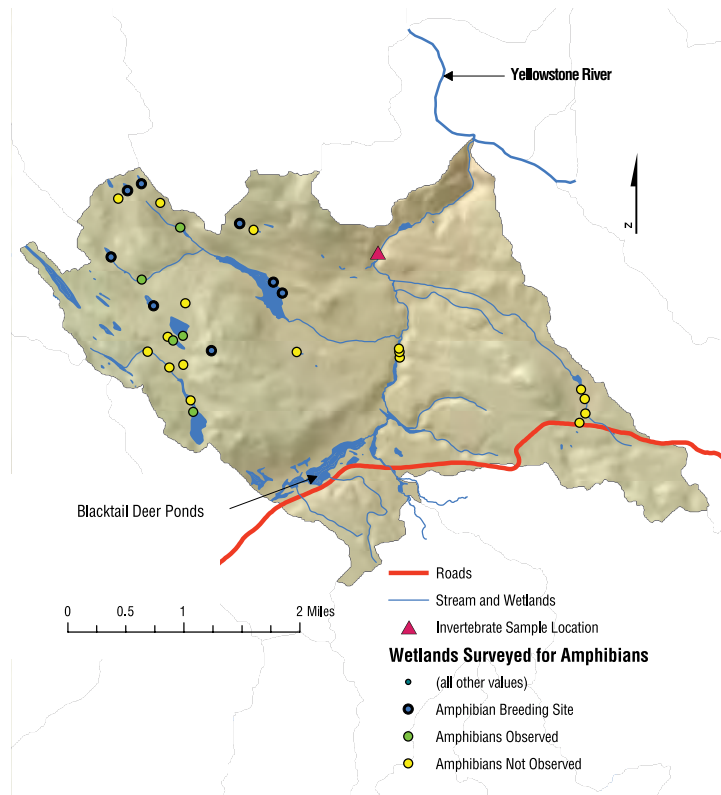 Yellowstone River
N
Blacktail Deer Ponds
0 0.5 1 2 Miles
Roads
Stream and Wetlands
Invertebrate Sample Location
Wetlands Surveyed for Amphibians
(all other values)
Amphibian Breeding Site
Amphibians Observed
Amphibians Not Observed